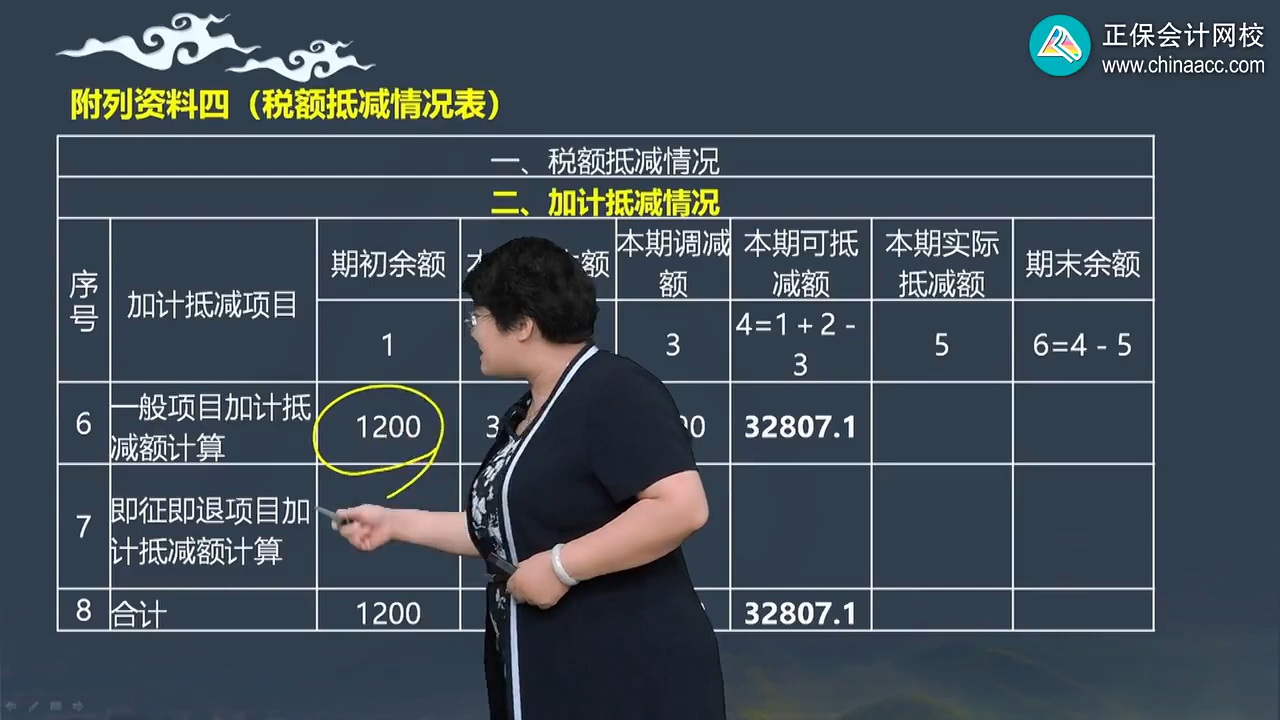 正保会计网校
www.chinaacc.com
附列资料四（税额抵减情况表）
一、税额抵减情况
二、加计抵减情况
序号
加计抵减项目
期初余额
额
本期调减额
本期可抵减额
本期实际抵减额
期末余额
1
3
4=1＋2－3
5
6=4－5
6
一般项目加计抵减额计算
1200
32807.1
7
即征即退项目加计抵减额计算
8
合计
1200
32807.1